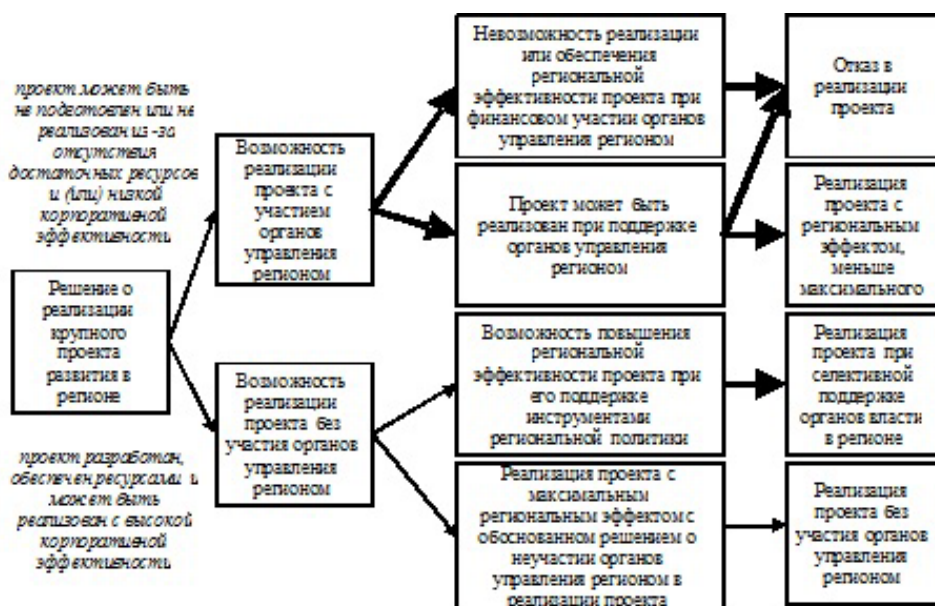 проект может быть
не подготовлен или не
реализован из-за
отсутствия
достаточных ресурсов
и (или) низкой
корпоративной
эффективности
Решение о
реализации
крупного
проекта
развития в
регионе
проект разработан,
обеспечен ресурсами и
может быть
реализован с высокой
корпоративной
эффективности
Возможность
реализации
проекта с
участием
органов
управления
регионом
Возможность
реализации
проекта без
участия органов
управления
регионом
Невозможность реализации
или обеспечения
региональной
эффективности проекта при
финансовом участии органов
управления регионом
Проект может быть
реализован при поддержке
органов управления
регионом
Возможность повышения
региональной
эффективности проекта при
его поддержке
инструментами
региональной политики
Реализация проекта с
максимальным
региональным эффектом с
обоснованном решением о
неучастии органов
управления регионом в
реализации проекта
Отказ в
реализации
проекта
Реализация
проекта с
региональным
эффектом,
меньше
максимального
Реализация
проекта при
селективной
поддержке
органов власти
в регионе
Реализация
проекта без
участия органов
управления
регионом